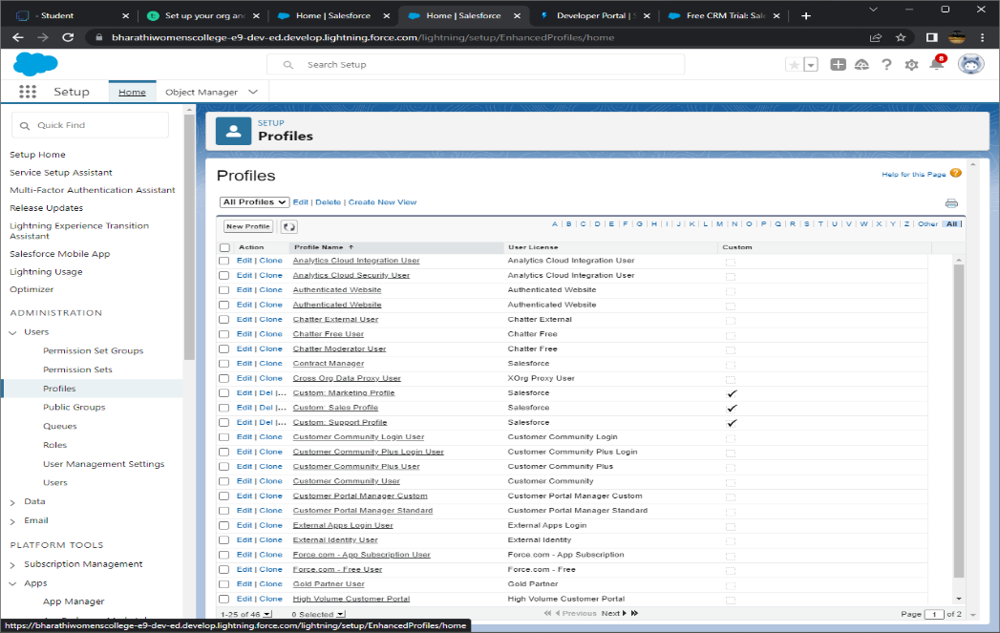 - Student
Set up your org an
Home | Salesforce
Home | Salesforce
Developer Portal | S
Free CRM Trial: Sale
bharathiwomenscollege-e9-dev-ed.develop.lightning.force.com/lightning/setup/EnhancedProfiles/home
Search Setup
8
Setup
Home
Object Manager
Quick Find
Setup Home
Service Setup Assistant
Multi-Factor Authentication Assistant
Release Updates
Lightning Experience Transition
Assistant
Salesforce Mobile App
Lightning Usage
Optimizer
ADMINISTRATION
Users
Permission Set Groups
Permission Sets
Profiles
Public Groups
Queues
Roles
User Management Settings
Users
Data
Email
PLATFORM TOOLS
Subscription Management
Apps
App Manager
SETUP
Profiles
Profiles
Help for this Page ?
All Profiles Edit | Delete | Create New View
New Profile
A | B | C | D | E | F | G | H | I | J | K | L | M | N | O | P | Q | R | S | T | U | V | W | X | Y | Z | Other | All
Action Profile Name ↑ User License Custom
Edit | Clone Analytics Cloud Integration User Analytics Cloud Integration User
Edit | Clone Analytics Cloud Security User Analytics Cloud Integration User
Edit | Clone Authenticated Website Authenticated Website
Edit | Clone Authenticated Website Authenticated Website
Edit | Clone Chatter External User Chatter External
Edit | Clone Chatter Free User Chatter Free
Edit | Clone Chatter Moderator User Chatter Free
Edit | Clone Contract Manager Salesforce
Edit | Clone Cross Org Data Proxy User XOrg Proxy User
Edit | Del |... Custom: Marketing Profile Salesforce ✓
Edit | Del |... Custom: Sales Profile Salesforce ✓
Edit | Del |... Custom: Support Profile Salesforce ✓
Edit | Clone Customer Community Login User Customer Community Login
Edit | Clone Customer Community Plus Login User Customer Community Plus Login
Edit | Clone Customer Community Plus User Customer Community Plus
Edit | Clone Customer Community User Customer Community
Edit | Clone Customer Portal Manager Custom Customer Portal Manager Custom
Edit | Clone Customer Portal Manager Standard Customer Portal Manager Standard
Edit | Clone External Apps Login User External Apps Login
Edit | Clone External Identity User External Identity
Edit | Clone Force.com - App Subscription User Force.com - App Subscription
Edit | Clone Force.com - Free User Force.com - Free
Edit | Clone Gold Partner User Gold Partner
Edit | Clone High Volume Customer Portal High Volume Customer Portal
1-25 of 46 0 Selected Previous Next Page 1 of 2
https://bharathiwomenscollege-e9-dev-ed.develop.lightning.force.com/lightning/setup/EnhancedProfiles/home